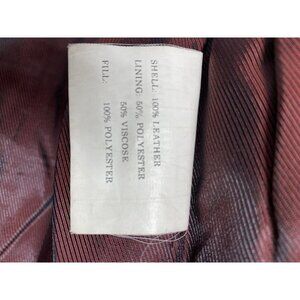 SHELL: 100% LEATHER
LINING: 50% POLYESTER
50% VISCOSE
FILL: 100% POLYESTER